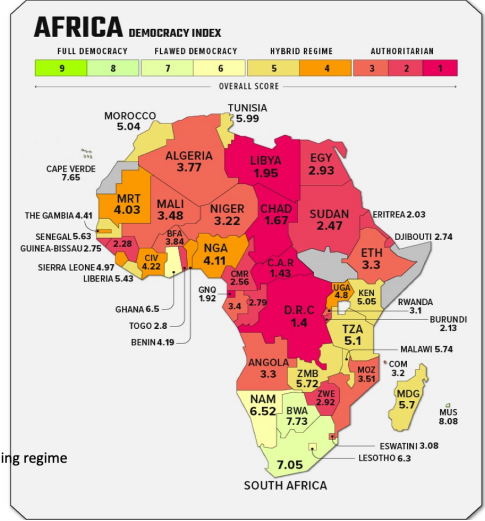 AFRICA DEMOCRACY INDEX
FULL DEMOCRACY FLAWED DEMOCRACY HYBRID REGIME AUTHORITARIAN
9 8 7 6 5 4 3 2 1
OVERALL SCORE
MOROCCO
5.04
TUNISIA
5.99
ALGERIA
3.77
LIBYA
1.95
EGY
2.93
CAPE VERDE
7.65
MRT
4.03
MALI
3.48
NIGER
3.22
CHAD
1.67
SUDAN
2.47
ERITREA 2.03
DJIBOUTI 2.74
THE GAMBIA 4.41
SENEGAL 5.63
GUINEA-BISSAU 2.75
2.28
BFA
3.84
NGA
4.11
ETH
3.3
SIERRA LEONE 4.97
LIBERIA 5.43
CIV
4.22
C.A.R
1.43
CMR
2.56
GNQ
1.92
3.4
2.79
UGA
4.8
KEN
5.05
GHANA 6.5
TOGO 2.8
BENIN 4.19
D.R.C
1.4
RWANDA
3.1
BURUNDI
2.13
TZA
5.1
MALAWI 5.74
ANGOLA
3.3
ZMB
5.72
MOZ
3.51
COM
3.2
ZWE
2.92
MDG
5.7
MUS
8.08
NAM
6.52
BWA
7.73
ESWATINI 3.08
LESOTHO 6.3
ing regime
7.05
SOUTH AFRICA